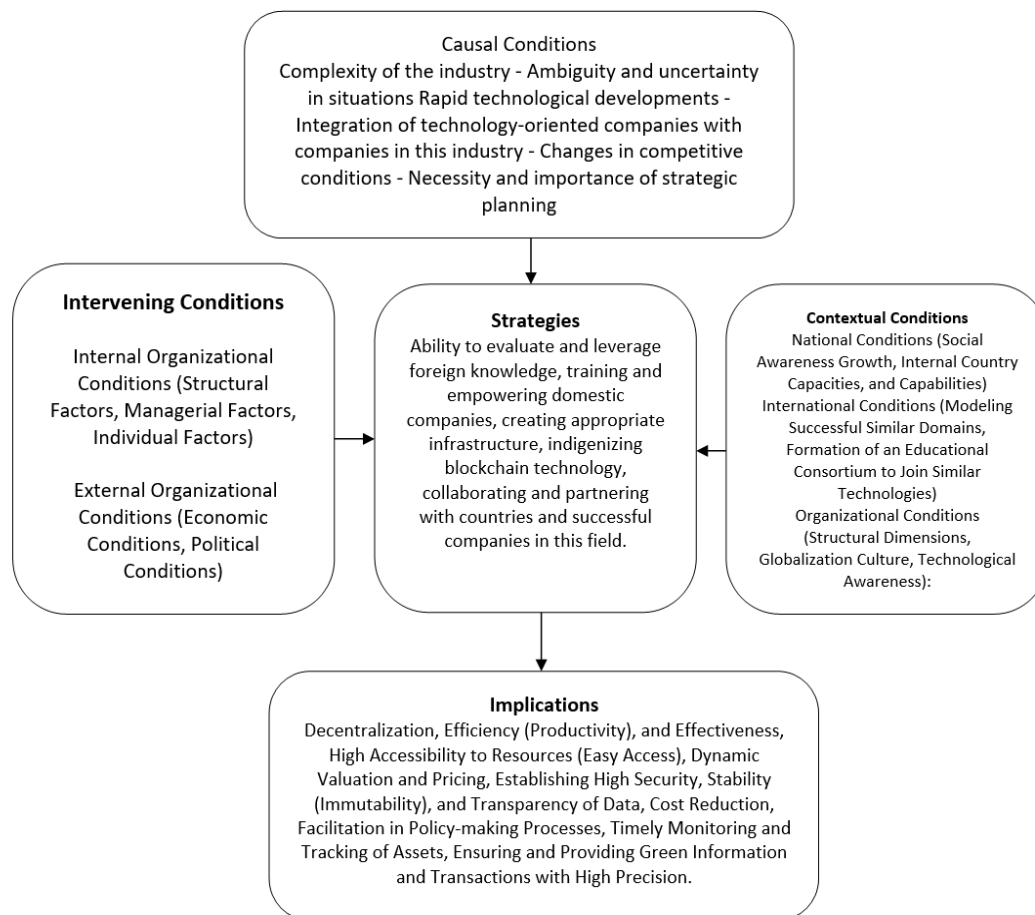 Causal Conditions
Complexity of the industry - Ambiguity and uncertainty
in situations Rapid technological developments -
Integration of technology-oriented companies with
companies in this industry - Changes in competitive
conditions - Necessity and importance of strategic
planning
Intervening Conditions
Internal Organizational
Conditions (Structural
Factors, Managerial Factors,
Individual Factors)
External Organizational
Conditions (Economic
Conditions, Political
Conditions)
Strategies
Ability to evaluate and leverage
foreign knowledge, training and
empowering domestic
companies, creating appropriate
infrastructure, indigenizing
blockchain technology,
collaborating and partnering
with countries and successful
companies in this field.
Contextual Conditions
National Conditions (Social
Awareness Growth, Internal Country
Capacities, and Capabilities)
International Conditions (Modeling
Successful Similar Domains,
Formation of an Educational
Consortium to Join Similar
Technologies)
Organizational Conditions
(Structural Dimensions,
Globalization Culture, Technological
Awareness):
Implications
Decentralization, Efficiency (Productivity), and Effectiveness,
High Accessibility to Resources (Easy Access), Dynamic
Valuation and Pricing, Establishing High Security, Stability
(Immutability), and Transparency of Data, Cost Reduction,
Facilitation in Policy-making Processes, Timely Monitoring and
Tracking of Assets, Ensuring and Providing Green Information
and Transactions with High Precision.